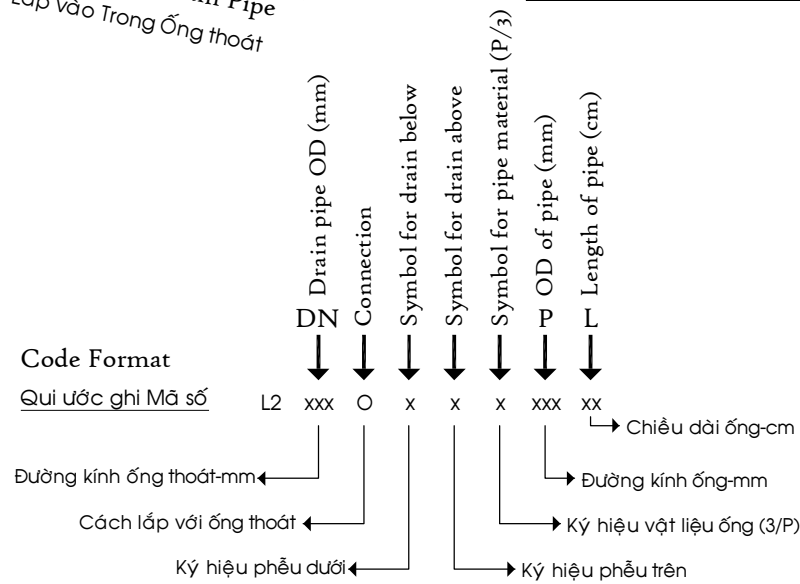 Pipe
Lắp vào Trong Ống thoát
Drain pipe OD (mm)
Connection
Symbol for drain below
Symbol for drain above
Symbol for pipe material (P/3)
OD of pipe (mm)
Length of pipe (cm)
DN P L
Code Format
Qui ước ghi Mã số
L2 xxx O x x x xxx xx
Chiều dài ống-cm
Đường kính ống thoát-mm
Đường kính ống-mm
Cách lắp với ống thoát
Ký hiệu vật liệu ống (3/P)
Ký hiệu phễu dưới
Ký hiệu phễu trên